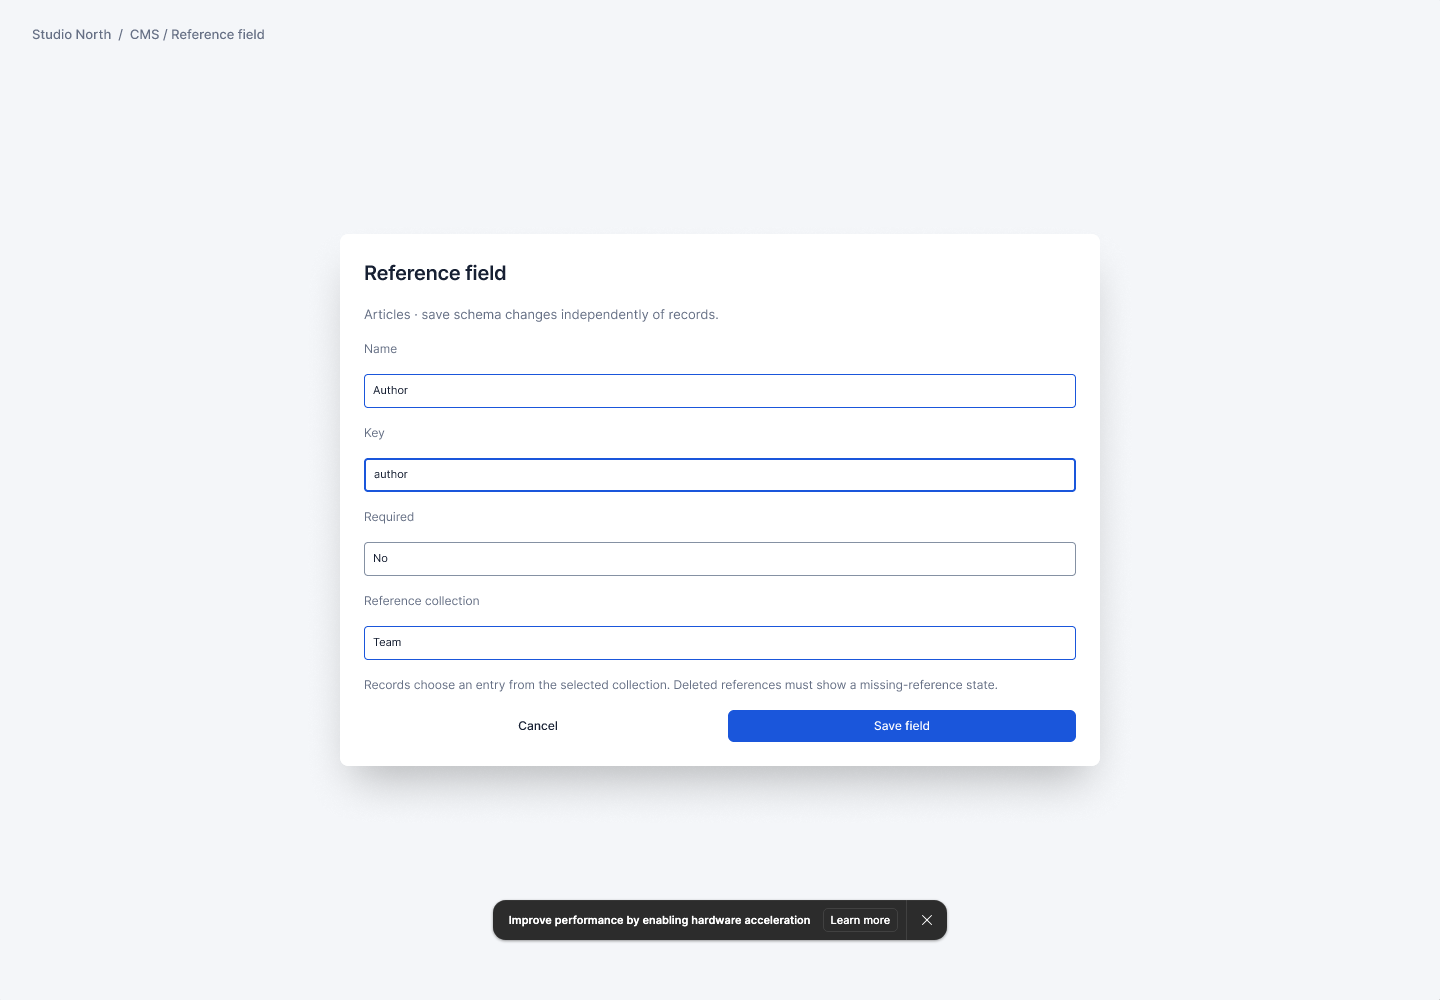 Studio North / CMS / Reference field
Reference field
Articles · save schema changes independently of records.
Name
Author
Key
author
Required
No
Reference collection
Team
Records choose an entry from the selected collection. Deleted references must show a missing-reference state.
Cancel
Save field
Improve performance by enabling hardware acceleration
Learn more